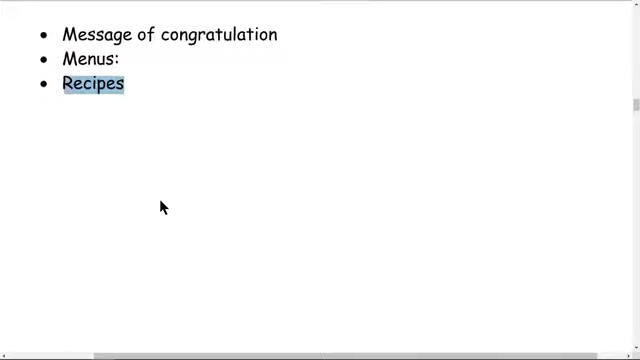 • Message of congratulation
• Menus:
• Recipes